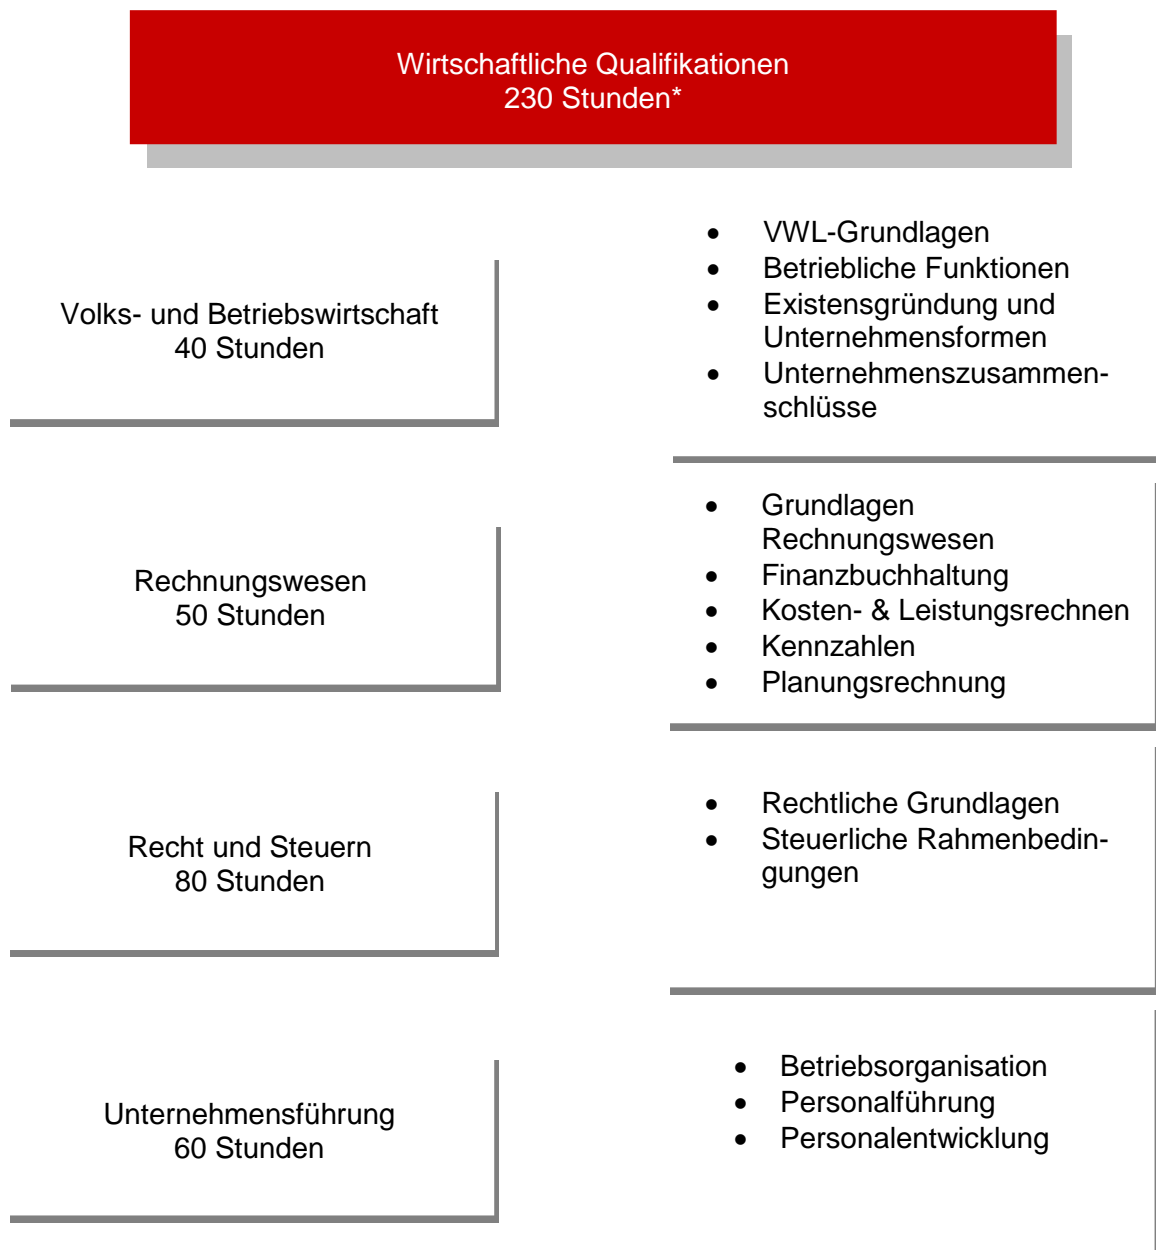 Wirtschaftliche Qualifikationen
230 Stunden*
Volks- und Betriebswirtschaft
40 Stunden
• VWL-Grundlagen
• Betriebliche Funktionen
• Existensgründung und
Unternehmensformen
• Unternehmenszusammen-
schlüsse
Rechnungswesen
50 Stunden
• Grundlagen
Rechnungswesen
• Finanzbuchhaltung
• Kosten- & Leistungsrechnen
• Kennzahlen
• Planungsrechnung
Recht und Steuern
80 Stunden
• Rechtliche Grundlagen
• Steuerliche Rahmenbedin-
gungen
Unternehmensführung
60 Stunden
• Betriebsorganisation
• Personalführung
• Personalentwicklung